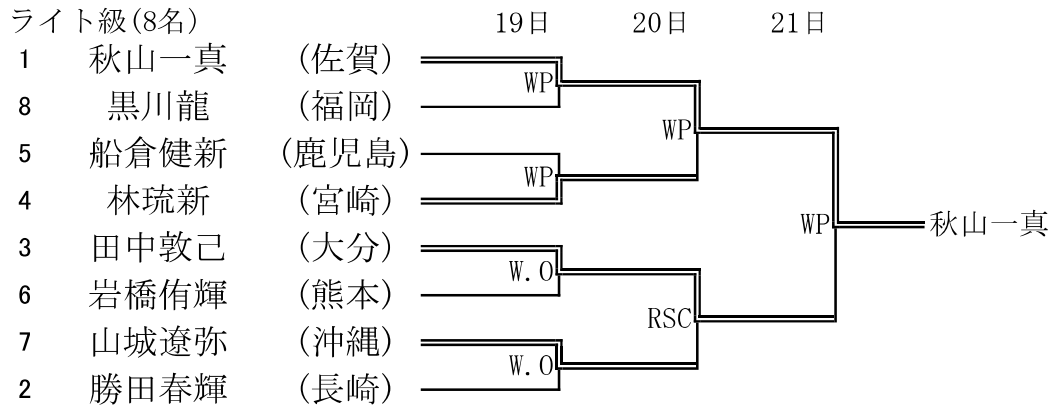 ライト級(8名) 19日 20日 21日
1 秋山一真 (佐賀)
WP
8 黒川龍 (福岡)
WP
5 船倉健新 (鹿児島)
WP
4 林琉新 (宮崎)
WP 秋山一真
3 田中敦己 (大分)
W.O
6 岩橋侑輝 (熊本)
RSC
7 山城遼弥 (沖縄)
W.O
2 勝田春輝 (長崎)